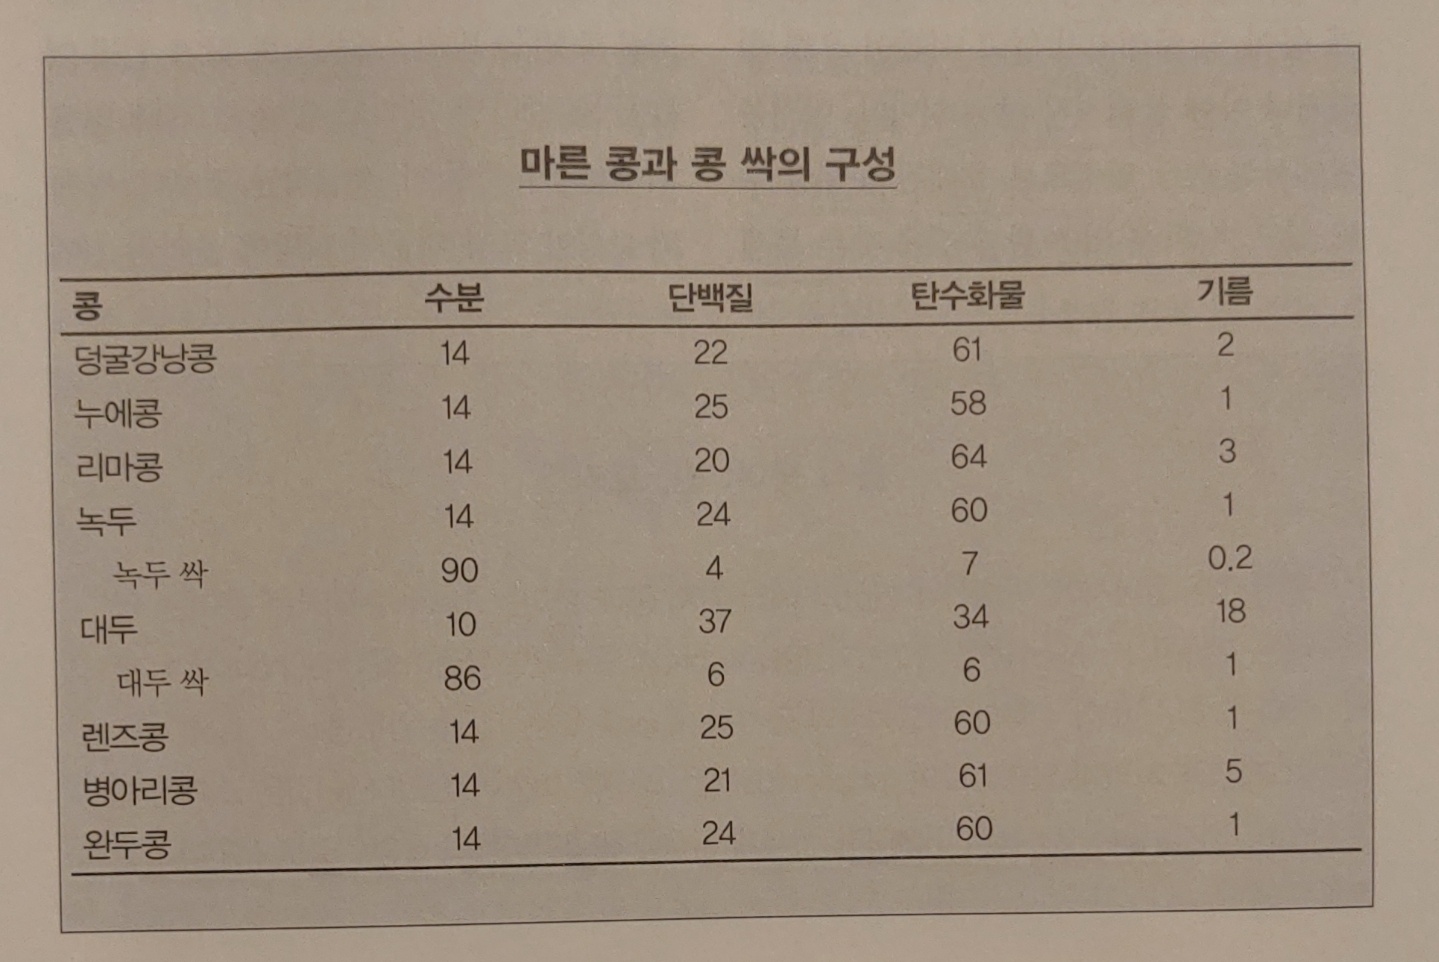 마른 콩과 콩 싹의 구성
콩 수분 단백질 탄수화물 기름
덩굴강낭콩 14 22 61 2
누에콩 14 25 58 1
리마콩 14 20 64 3
녹두 14 24 60 1
녹두 싹 90 4 7 0.2
대두 10 37 34 18
대두 싹 86 6 6 1
렌즈콩 14 25 60 1
병아리콩 14 21 61 5
완두콩 14 24 60 1